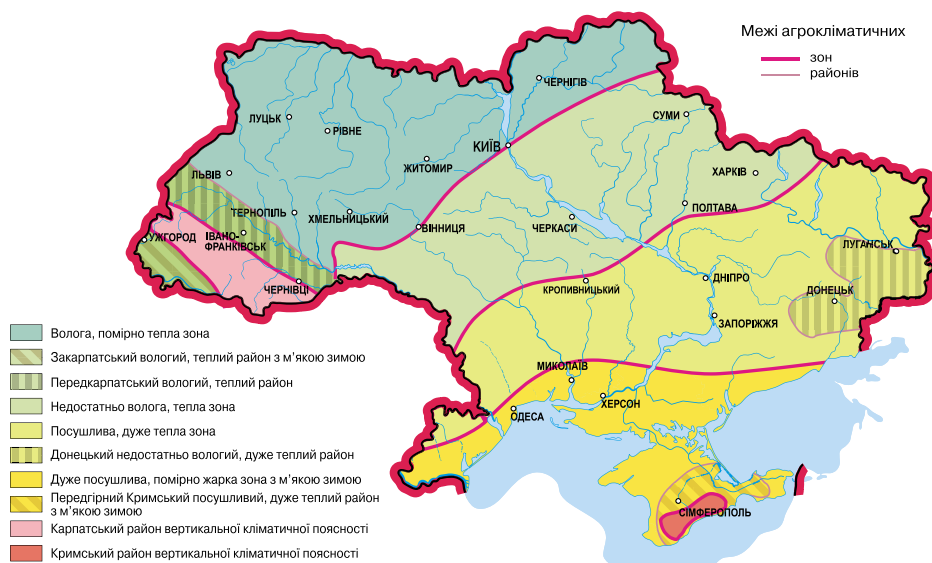 Межі агрокліматичних
зон
районів
ЧЕРНІГІВ
ЛУЦЬК
РІВНЕ
СУМИ
КИЇВ
ЖИТОМИР
ЛЬВІВ
ХАРКІВ
ТЕРНОПІЛЬ
ХМЕЛЬНИЦЬКИЙ
ПОЛТАВА
ВІННИЦЯ
ЧЕРКАСИ
УЖГОРОД
ІВАНО-
ФРАНКІВСЬК
ЛУГАНСЬК
ЧЕРНІВЦІ
КРОПИВНИЦЬКИЙ
ДНІПРО
ДОНЕЦЬК
ЗАПОРІЖЖЯ
МИКОЛАЇВ
ХЕРСОН
ОДЕСА
СІМФЕРОПОЛЬ
Волога, помірно тепла зона
Закарпатський вологий, теплий район з м’якою зимою
Передкарпатський вологий, теплий район
Недостатньо волога, тепла зона
Посушлива, дуже тепла зона
Донецький недостатньо вологий, дуже теплий район
Дуже посушлива, помірно жарка зона з м’якою зимою
Передгірний Кримський посушливий, дуже теплий район
з м’якою зимою
Карпатський район вертикальної кліматичної поясності
Кримський район вертикальної кліматичної поясності